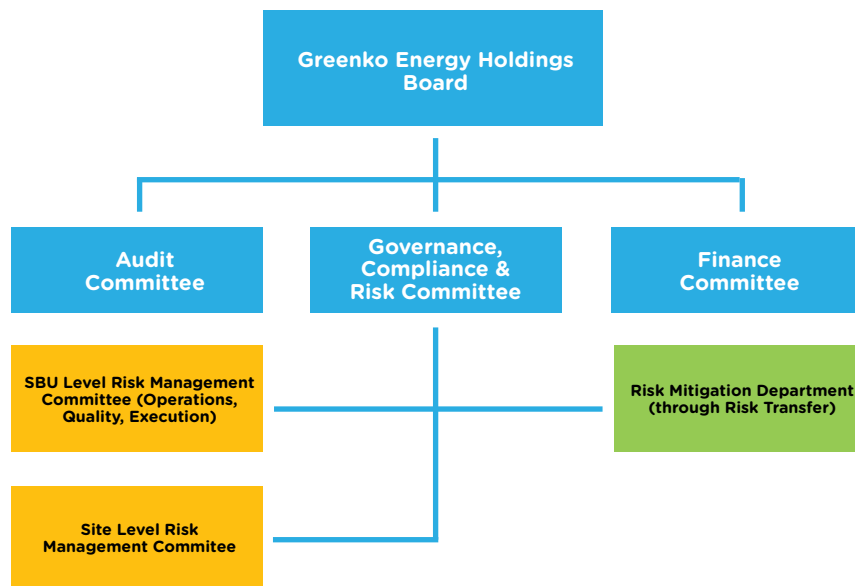 Greenko Energy Holdings
Board
Audit
Committee
Governance,
Compliance &
Risk Committee
Finance
Committee
SBU Level Risk Management
Committee (Operations,
Quality, Execution)
Risk Mitigation Department
(through Risk Transfer)
Site Level Risk
Management Commitee